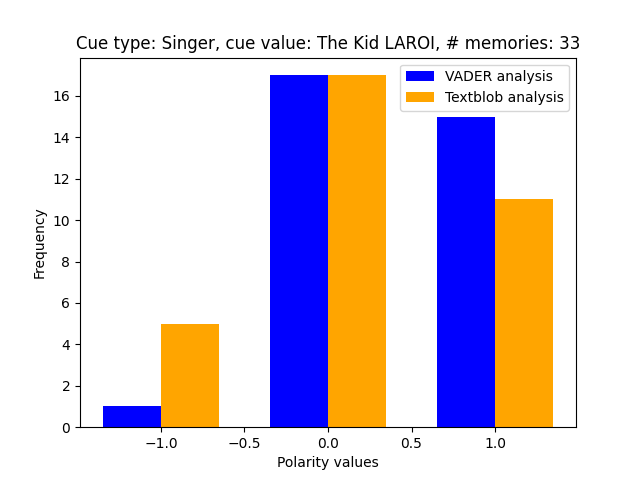 Cue type: Singer, cue value: The Kid LAROI, # memories: 33
VADER analysis
Textblob analysis
16
14
12
10
8
6
4
2
0
Frequency
−1.0 −0.5 0.0 0.5 1.0
Polarity values